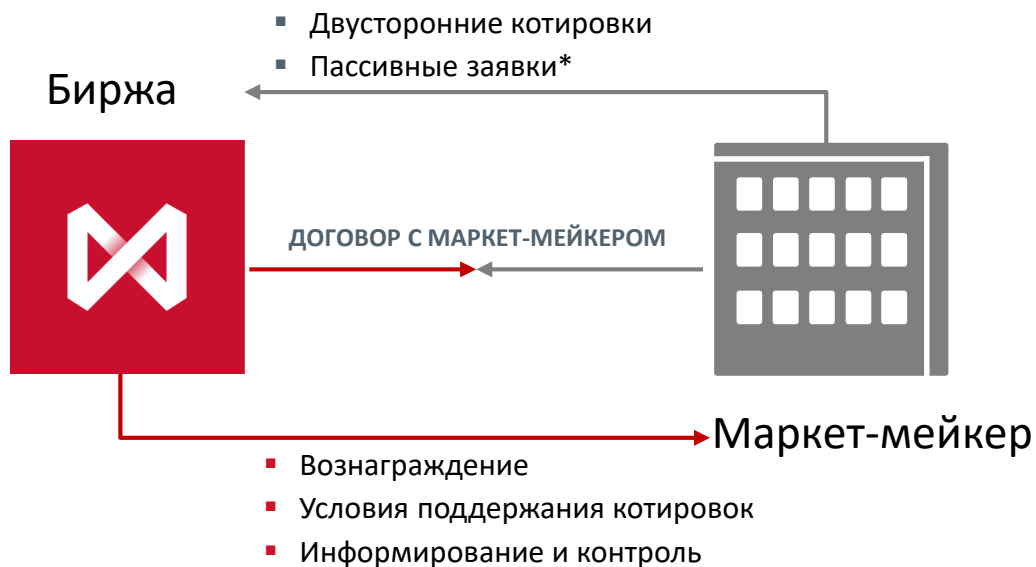 ▪ Двусторонние котировки
▪ Пассивные заявки*
Биржа
ДОГОВОР С МАРКЕТ-МЕЙКЕРОМ
Маркет-мейкер
▪ Вознаграждение
▪ Условия поддержания котировок
▪ Информирование и контроль